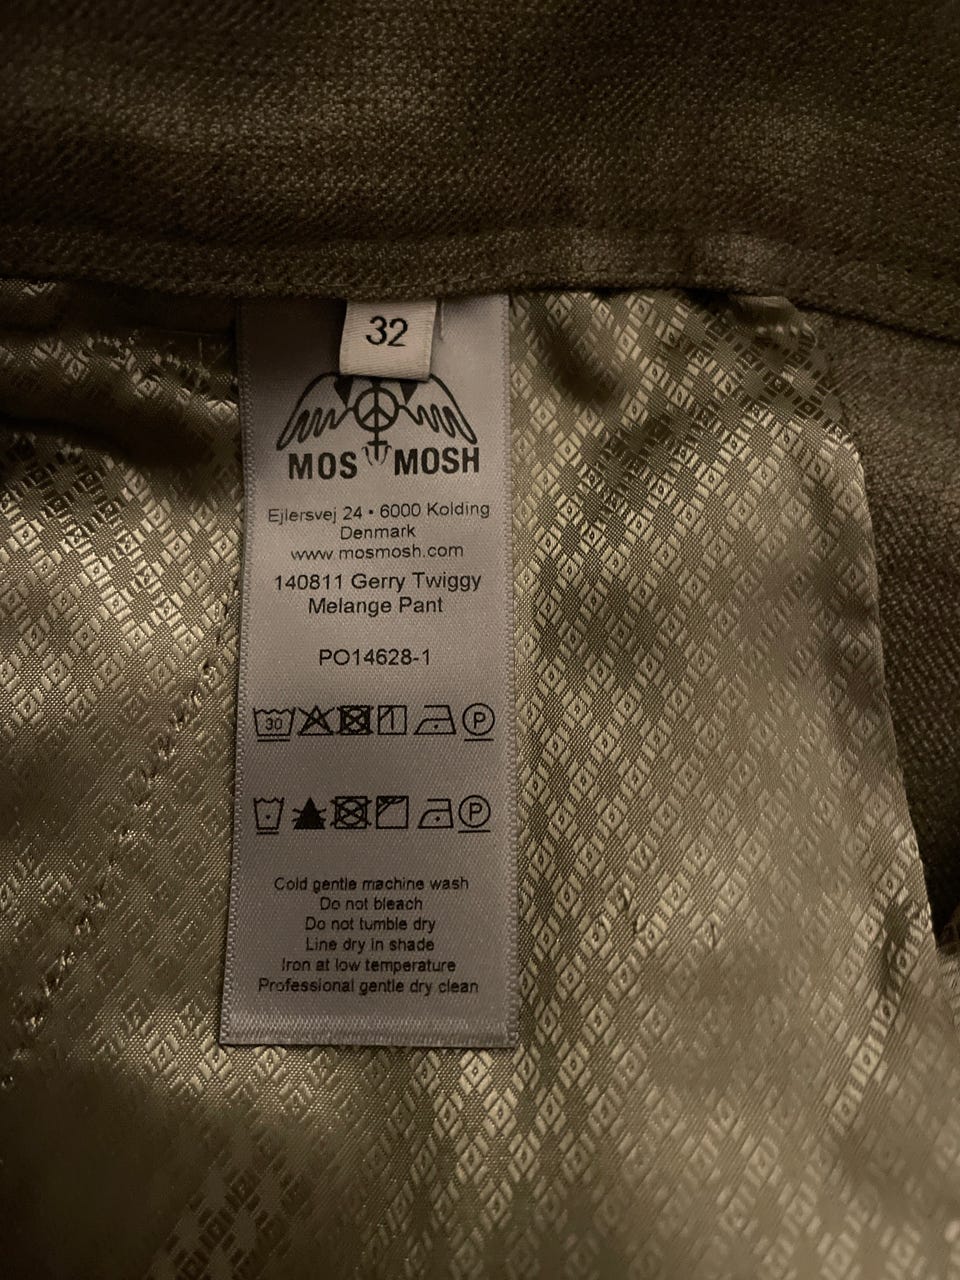 32
MOS MOSH
Ejlersvej 24 • 6000 Kolding
Denmark
www.mosmosh.com
140811 Gerry Twiggy
Melange Pant
PO14628-1
30 P
P
Cold gentle machine wash
Do not bleach
Do not tumble dry
Line dry in shade
Iron at low temperature
Professional gentle dry clean